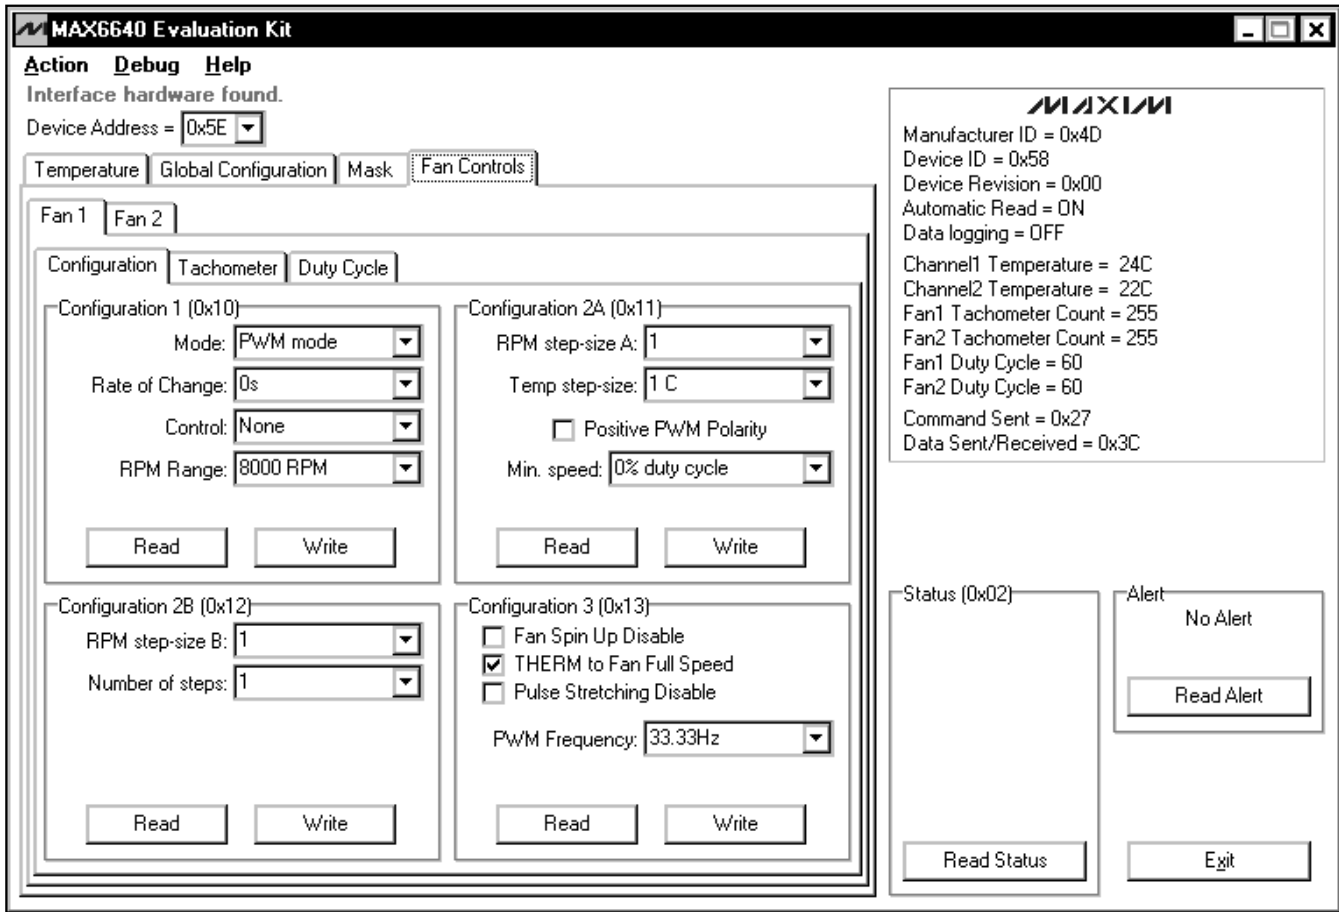 MAX6640 Evaluation Kit
Action Debug Help
Interface hardware found.
Device Address = 0x5E
Temperature Global Configuration Mask Fan Controls
Fan 1 Fan 2
Configuration Tachometer Duty Cycle
Configuration 1 (0x10)
Mode: PWM mode
Rate of Change: 0s
Control: None
RPM Range: 8000 RPM
Read Write
Configuration 2A (0x11)
RPM step-size A: 1
Temp step-size: 1 C
Positive PWM Polarity
Min. speed: 0% duty cycle
Read Write
Configuration 2B (0x12)
RPM step-size B: 1
Number of steps: 1
Read Write
Configuration 3 (0x13)
Fan Spin Up Disable
THERM to Fan Full Speed
Pulse Stretching Disable
PWM Frequency: 33.33Hz
Read Write
MAXIM
Manufacturer ID = 0x4D
Device ID = 0x58
Device Revision = 0x00
Automatic Read = ON
Data logging = OFF
Channel1 Temperature = 24C
Channel2 Temperature = 22C
Fan1 Tachometer Count = 255
Fan2 Tachometer Count = 255
Fan1 Duty Cycle = 60
Fan2 Duty Cycle = 60
Command Sent = 0x27
Data Sent/Received = 0x3C
Status (0x02)
Read Status
Alert
No Alert
Read Alert
Exit